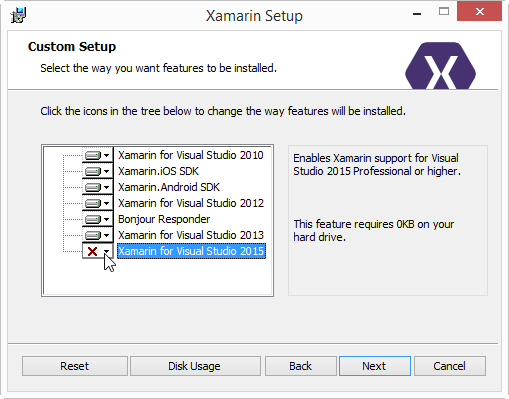 Xamarin Setup
Custom Setup
Select the way you want features to be installed.
Click the icons in the tree below to change the way features will be installed.
Xamarin for Visual Studio 2010
Xamarin.iOS SDK
Xamarin.Android SDK
Xamarin for Visual Studio 2012
Bonjour Responder
Xamarin for Visual Studio 2013
Xamarin for Visual Studio 2015
Enables Xamarin support for Visual
Studio 2015 Professional or higher.
This feature requires 0KB on your
hard drive.
Reset
Disk Usage
Back
Next
Cancel